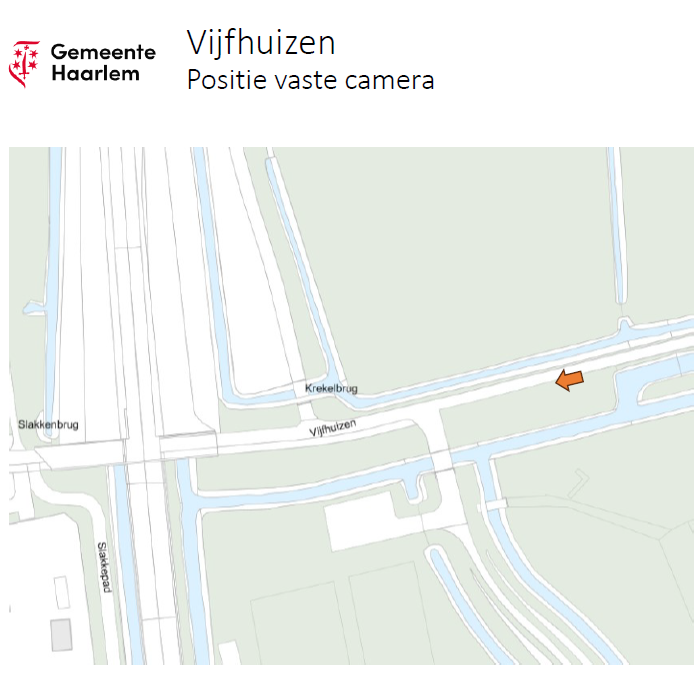 Gemeente
Haarlem
Vijfhuizen
Positie vaste camera
Krekelbrug
Slakkenbrug
Vijfhuizen
Slakkepad